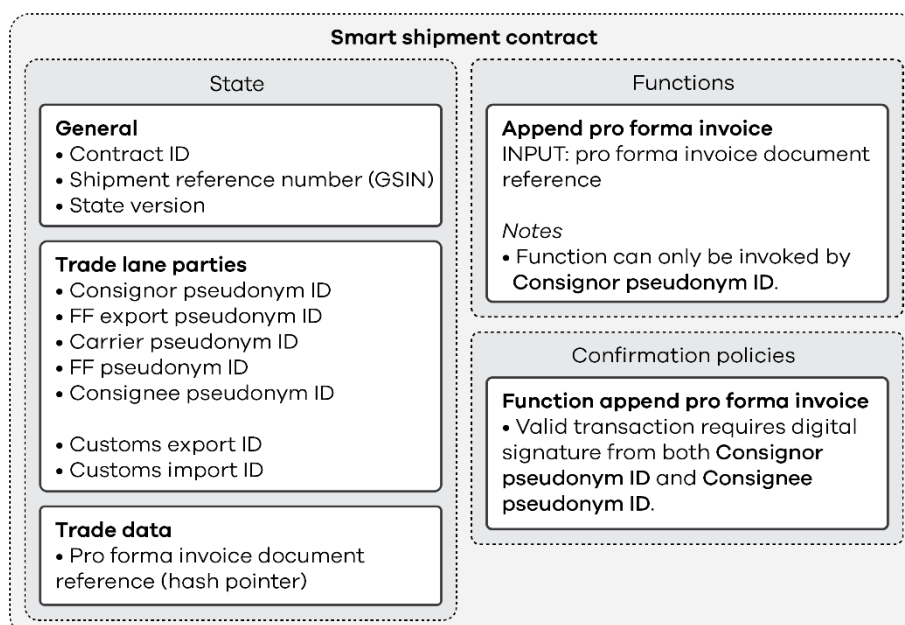 Smart shipment contract
State
General
• Contract ID
• Shipment reference number (GSIN)
• State version
Trade lane parties
• Consignor pseudonym ID
• FF export pseudonym ID
• Carrier pseudonym ID
• FF pseudonym ID
• Consignee pseudonym ID
• Customs export ID
• Customs import ID
Trade data
• Pro forma invoice document
reference (hash pointer)
Functions
Append pro forma invoice
INPUT: pro forma invoice document
reference
Notes
• Function can only be invoked by
Consignor pseudonym ID.
Confirmation policies
Function append pro forma invoice
• Valid transaction requires digital
signature from both Consignor
pseudonym ID and Consignee
pseudonym ID.